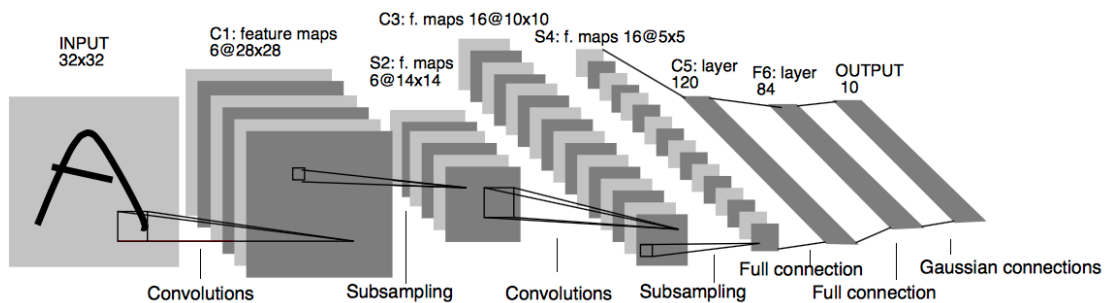 INPUT
32x32
C1: feature maps
6@28x28
S2: f. maps
6@14x14
C3: f. maps 16@10x10
S4: f. maps 16@5x5
C5: layer
120
F6: layer
84
OUTPUT
10
Convolutions
Subsampling
Convolutions
Subsampling
Full connection
Full connection
Gaussian connections